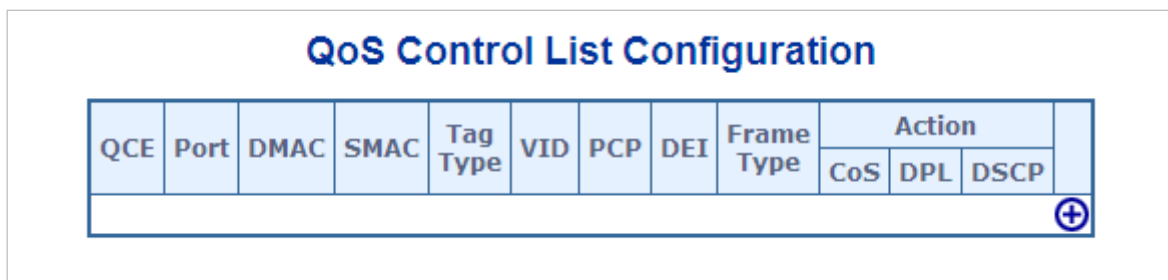 QoS Control List Configuration
QCE Port DMAC SMAC Tag Type VID PCP DEI Frame Type Action
CoS DPL DSCP